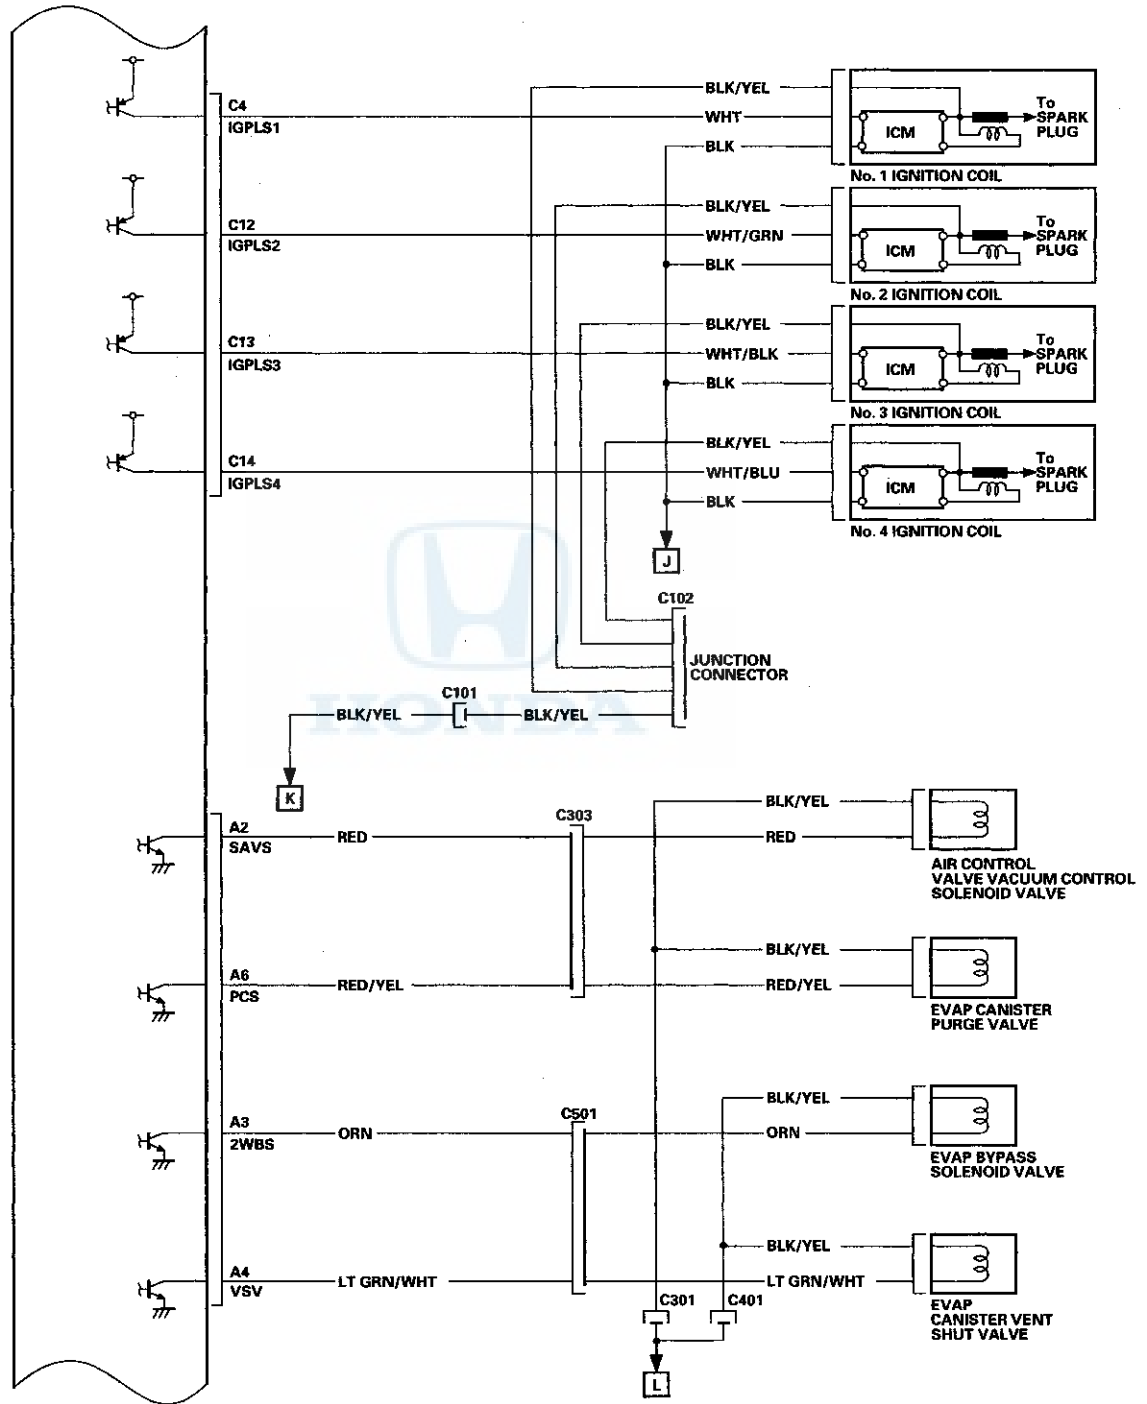 C4
IGPLS1
BLK/YEL
WHT
BLK
ICM
To
SPARK
PLUG
No. 1 IGNITION COIL
C12
IGPLS2
BLK/YEL
WHT/GRN
BLK
ICM
To
SPARK
PLUG
No. 2 IGNITION COIL
C13
IGPLS3
BLK/YEL
WHT/BLK
BLK
ICM
To
SPARK
PLUG
No. 3 IGNITION COIL
C14
IGPLS4
BLK/YEL
WHT/BLU
BLK
ICM
To
SPARK
PLUG
No. 4 IGNITION COIL
J
C102
JUNCTION
CONNECTOR
HONDA
C101
BLK/YEL
BLK/YEL
K
A2
SAVS
RED
C303
BLK/YEL
RED
AIR CONTROL
VALVE VACUUM CONTROL
SOLENOID VALVE
A6
PCS
RED/YEL
BLK/YEL
RED/YEL
EVAP CANISTER
PURGE VALVE
A3
2WBS
ORN
C501
BLK/YEL
ORN
EVAP BYPASS
SOLENOID VALVE
A4
VSV
LT GRN/WHT
BLK/YEL
LT GRN/WHT
EVAP
CANISTER VENT
SHUT VALVE
C301
C401
L